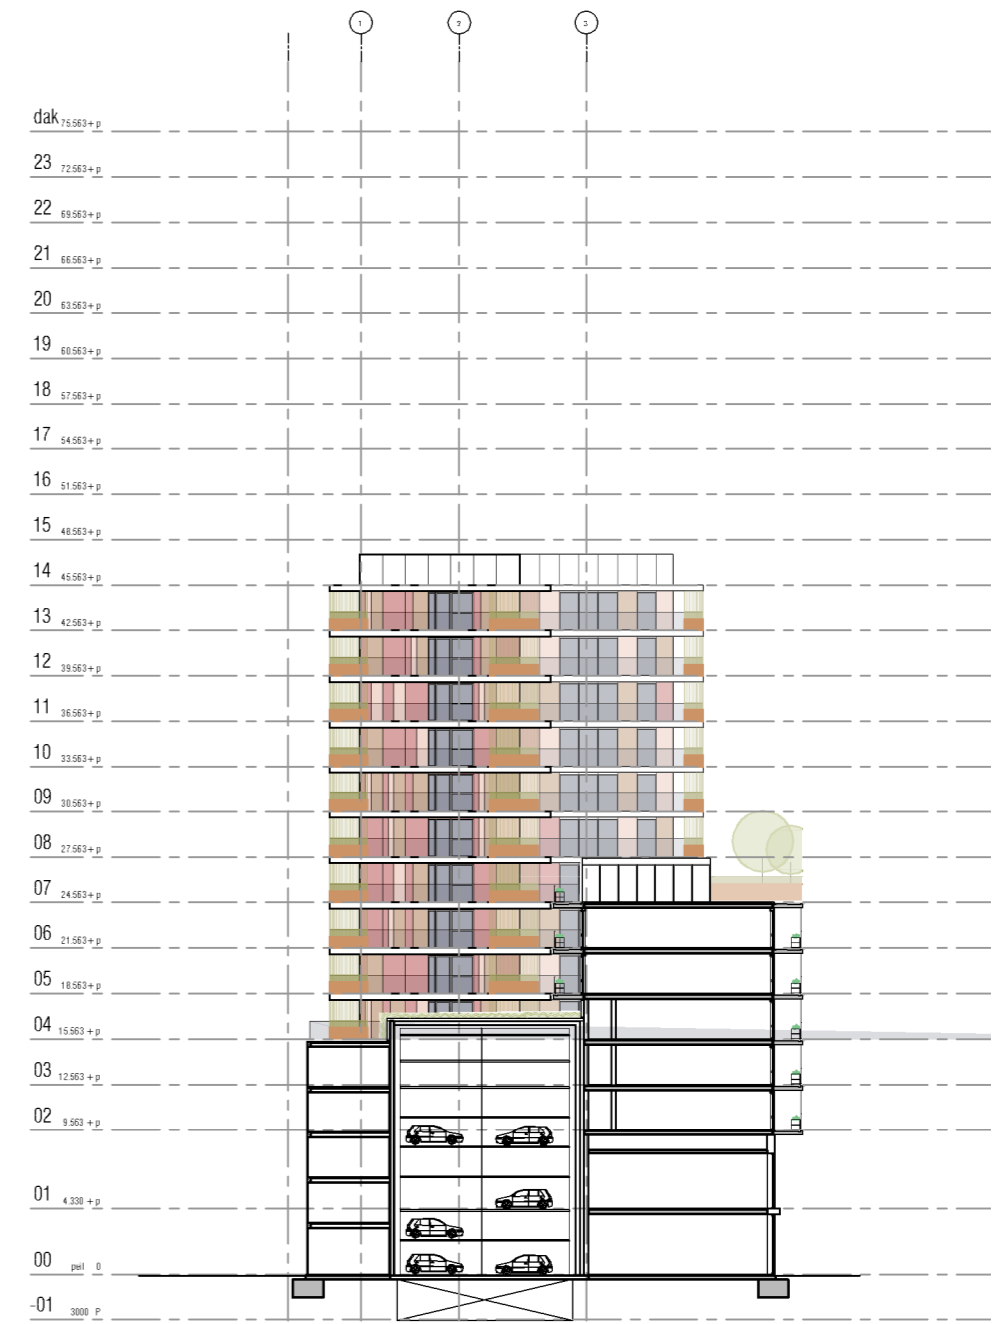 1 2 3
dak 75.563+ p
23 72.563+ p
22 69.563+ p
21 66.563+ p
20 63.563+ p
19 60.563+ p
18 57.563+ p
17 54.563+ p
16 51.563+ p
15 48.563+ p
14 45.563+ p
13 42.563+ p
12 39.563+ p
11 36.563+ p
10 33.563+ p
09 30.563+ p
08 27.563+ p
07 24.563+ p
06 21.563+ p
05 18.563+ p
04 15.563+ p
03 12.563+ p
02 9.563 + p
01 4.330 + p
00 peil 0
-01 3000 P